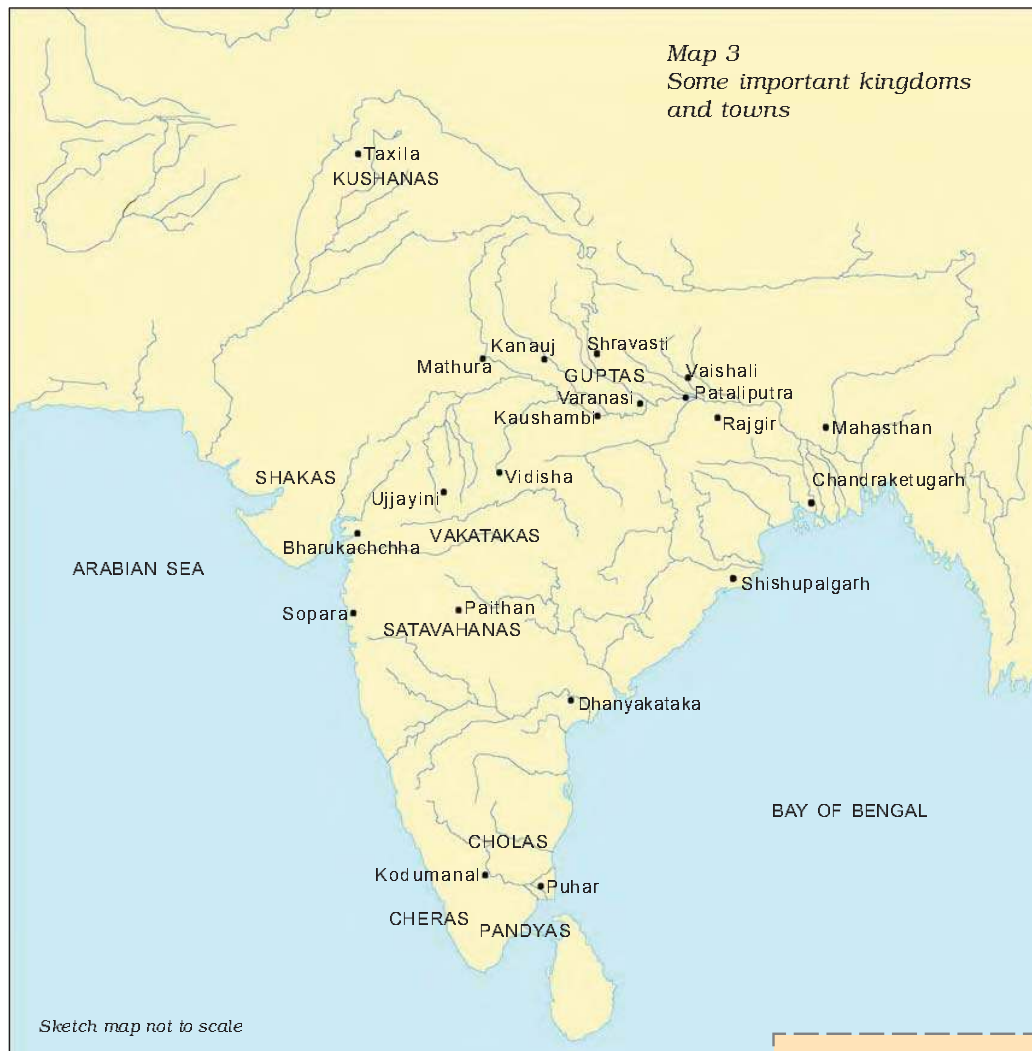 Map 3
Some important kingdoms
and towns
Taxila
KUSHANAS
Kanauj
Shravasti
Mathura
GUPTAS
Vaishali
Varanasi
Pataliputra
Kaushambi
Rajgir
Mahasthan
SHAKAS
Vidisha
Chandraketugarh
Ujjayini
VAKATAKAS
Bharukachchha
ARABIAN SEA
Shishupalgarh
Sopara
Paithan
SATAVAHANAS
Dhanyakataka
BAY OF BENGAL
CHOLAS
Kodumanal
Puhar
CHERAS
PANDYAS
Sketch map not to scale